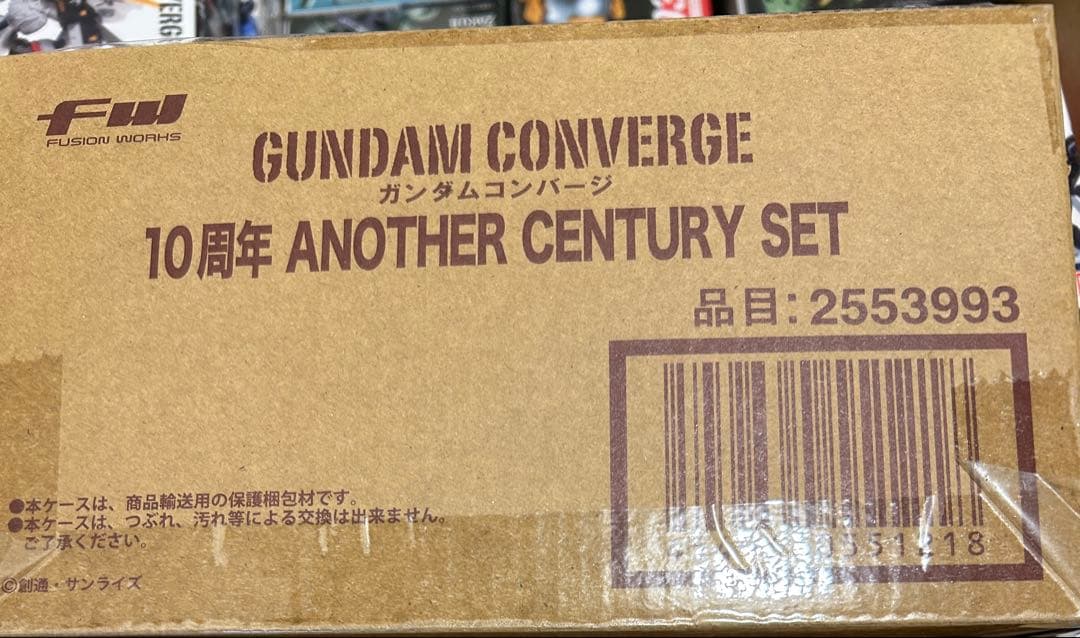 FW
FUSION WORKS
GUNDAM CONVERGE
ガンダムコンバージ
10周年 ANOTHER CENTURY SET
品目:2553993
●本ケースは、商品輸送用の保護梱包材です。
●本ケースは、つぶれ、汚れ等による交換は出来ません。
ご了承ください。
©創通・サンライズ
551218